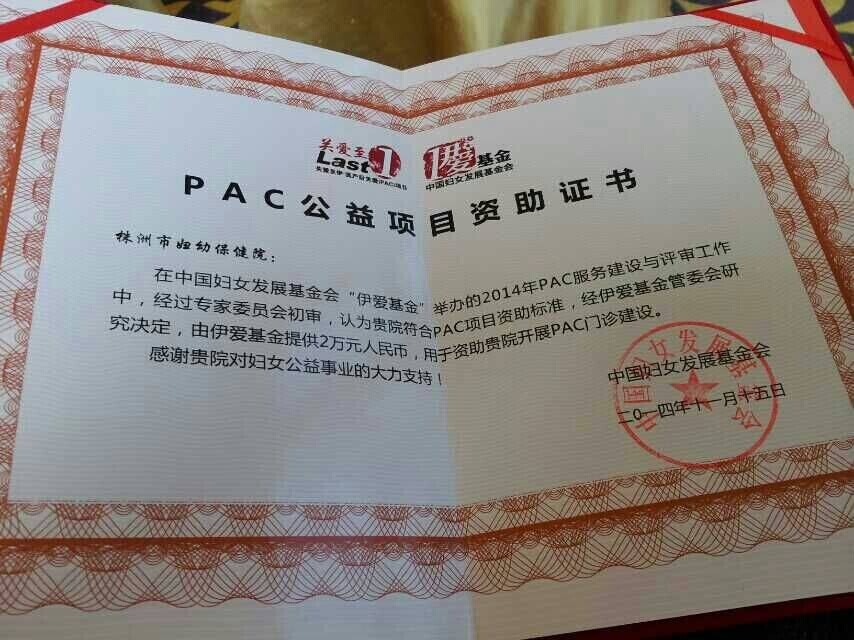 关爱至
Last 1
伊爱基金
中国妇女发展基金会
PAC公益项目资助证书
株洲市妇幼保健院：
在中国妇女发展基金会“伊爱基金”举办的2014年PAC服务建设与评审工作
中，经过专家委员会初审，认为贵院符合PAC项目资助标准，经伊爱基金管委会研
究决定，由伊爱基金提供2万元人民币，用于资助贵院开展PAC门诊建设。
感谢贵院对妇女公益事业的大力支持！
中国妇女发展基金会
二〇一四年十一月十五日
中国妇女发展基金会